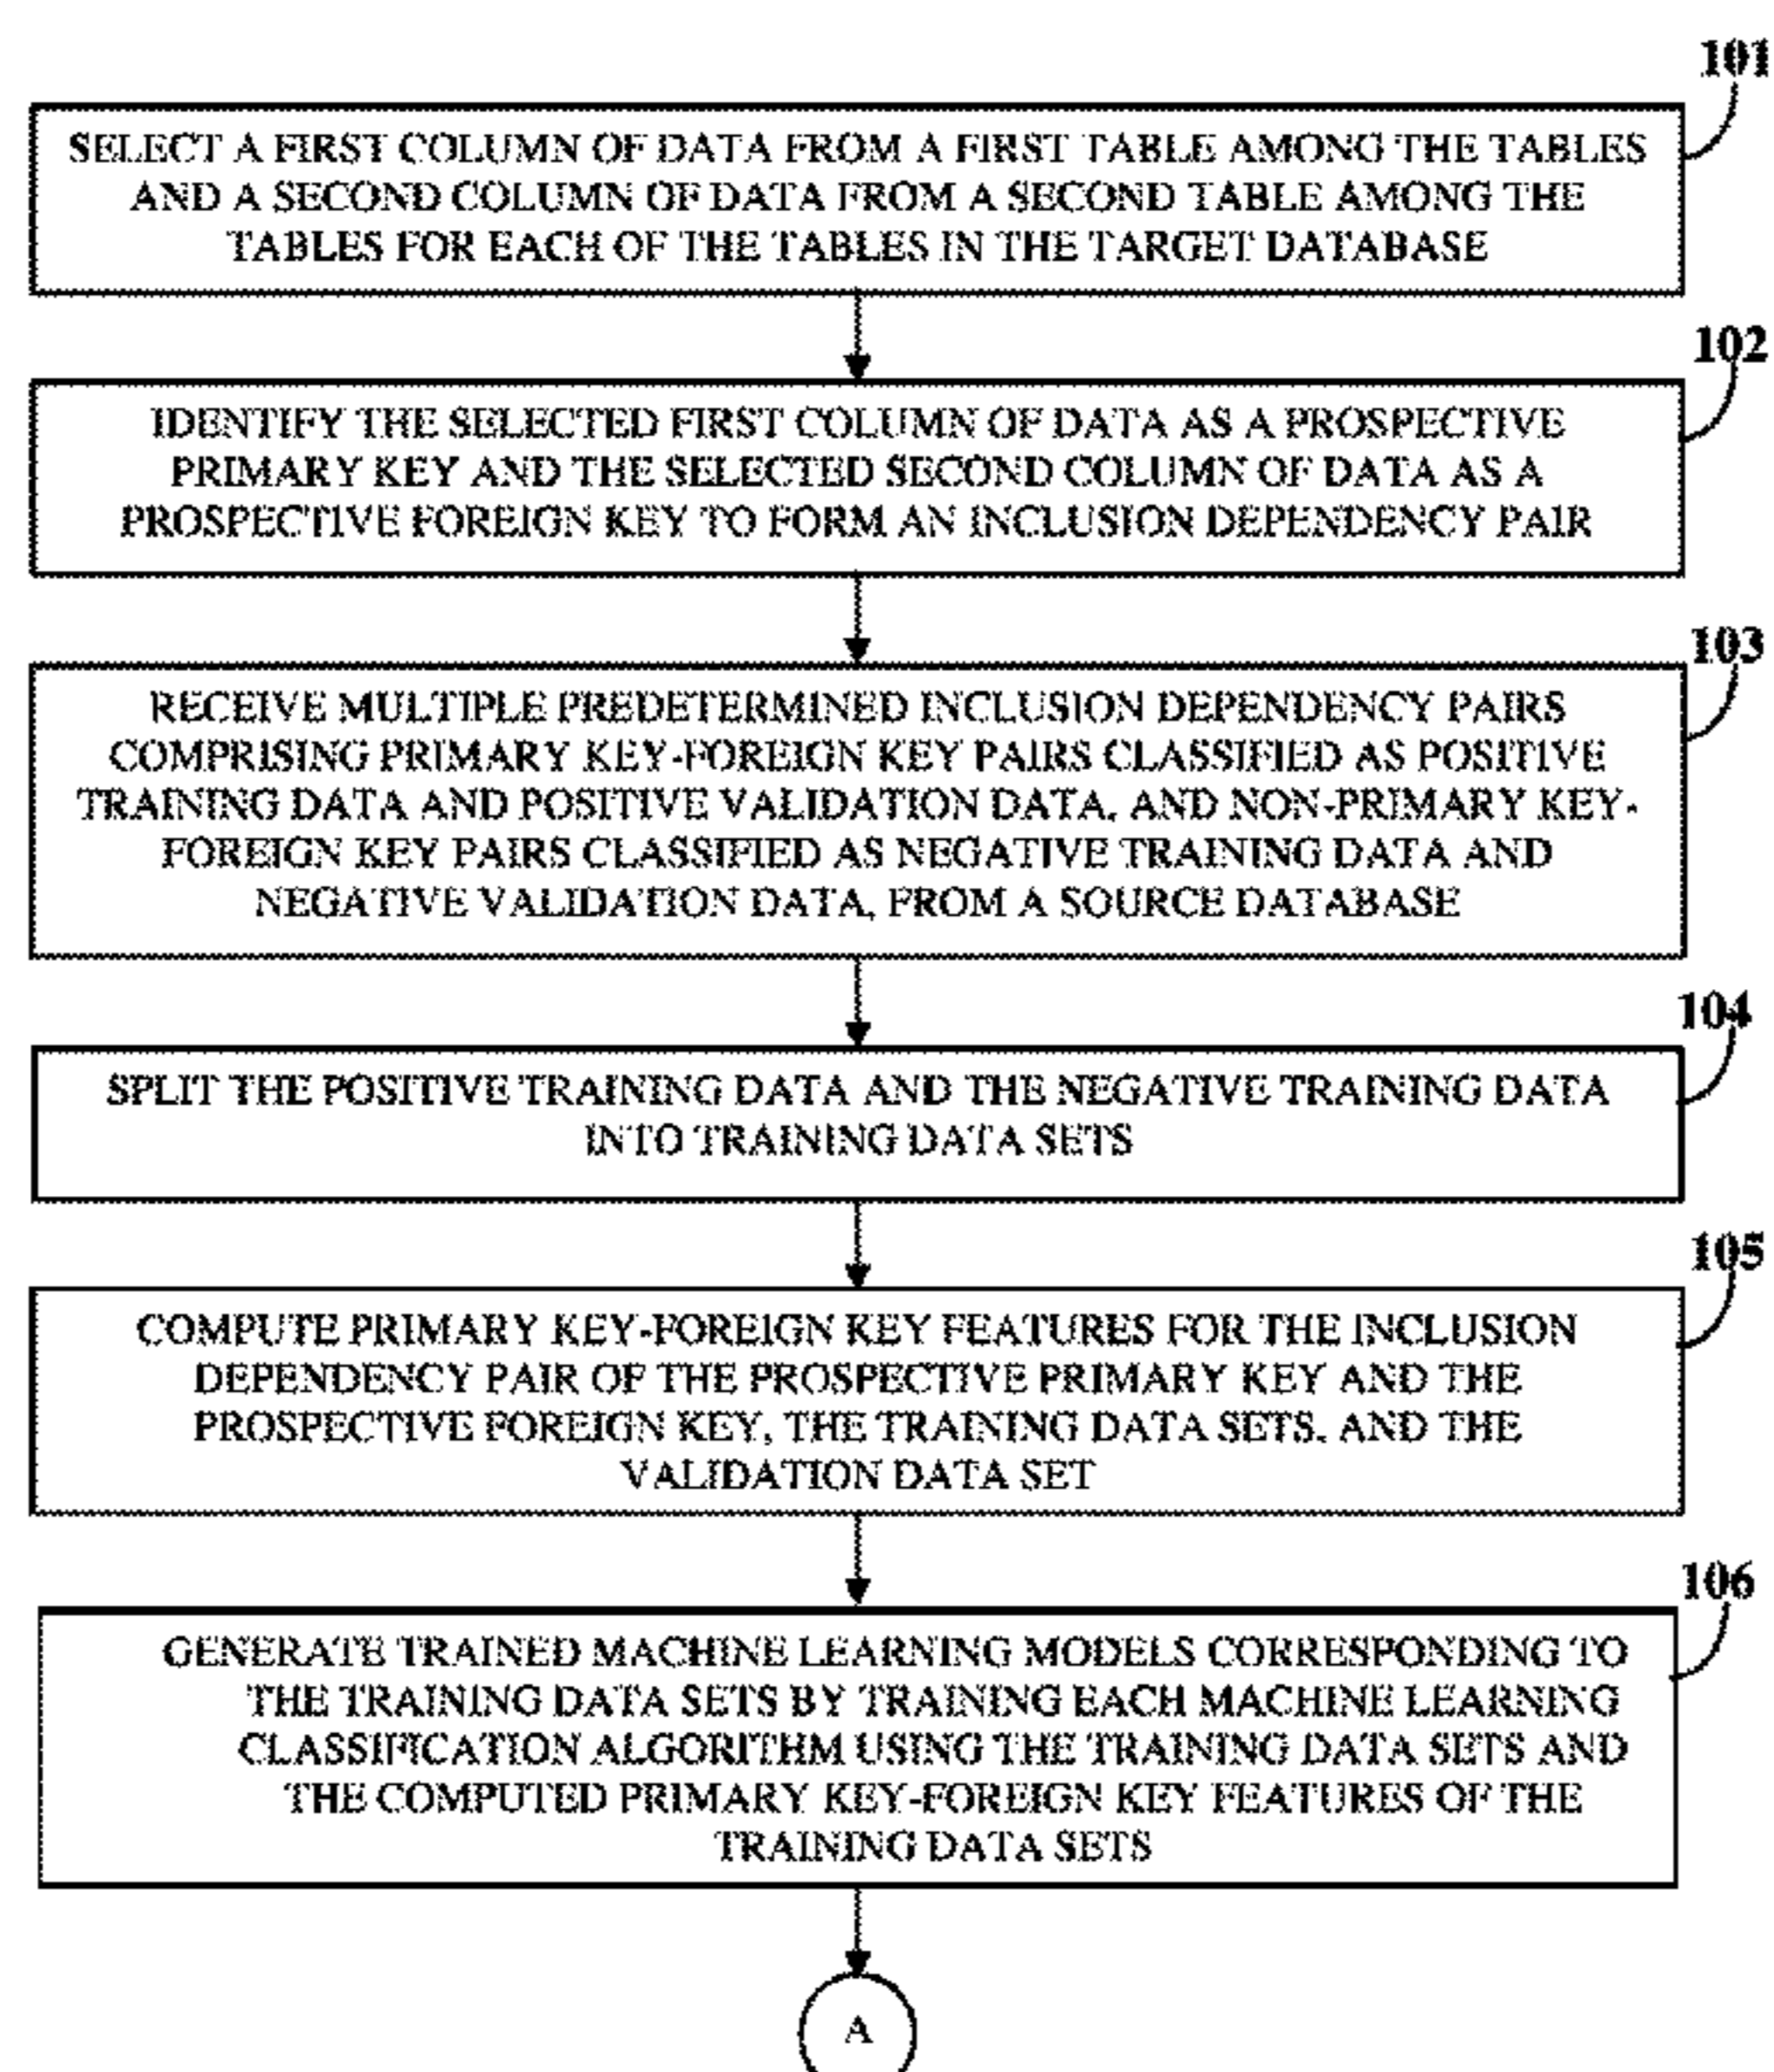 101
SELECT A FIRST COLUMN OF DATA FROM A FIRST TABLE AMONG THE TABLES
AND A SECOND COLUMN OF DATA FROM A SECOND TABLE AMONG THE
TABLES FOR EACH OF THE TABLES IN THE TARGET DATABASE
102
IDENTIFY THE SELECTED FIRST COLUMN OF DATA AS A PROSPECTIVE
PRIMARY KEY AND THE SELECTED SECOND COLUMN OF DATA AS A
PROSPECTIVE FOREIGN KEY TO FORM AN INCLUSION DEPENDENCY PAIR
103
RECEIVE MULTIPLE PREDETERMINED INCLUSION DEPENDENCY PAIRS
COMPRISING PRIMARY KEY-FOREIGN KEY PAIRS CLASSIFIED AS POSITIVE
TRAINING DATA AND POSITIVE VALIDATION DATA, AND NON-PRIMARY KEY-
FOREIGN KEY PAIRS CLASSIFIED AS NEGATIVE TRAINING DATA AND
NEGATIVE VALIDATION DATA, FROM A SOURCE DATABASE
104
SPLIT THE POSITIVE TRAINING DATA AND THE NEGATIVE TRAINING DATA
INTO TRAINING DATA SETS
105
COMPUTE PRIMARY KEY-FOREIGN KEY FEATURES FOR THE INCLUSION
DEPENDENCY PAIR OF THE PROSPECTIVE PRIMARY KEY AND THE
PROSPECTIVE FOREIGN KEY, THE TRAINING DATA SETS, AND THE
VALIDATION DATA SET
106
GENERATE TRAINED MACHINE LEARNING MODELS CORRESPONDING TO
THE TRAINING DATA SETS BY TRAINING EACH MACHINE LEARNING
CLASSIFICATION ALGORITHM USING THE TRAINING DATA SETS AND
THE COMPUTED PRIMARY KEY-FOREIGN KEY FEATURES OF THE
TRAINING DATA SETS
A